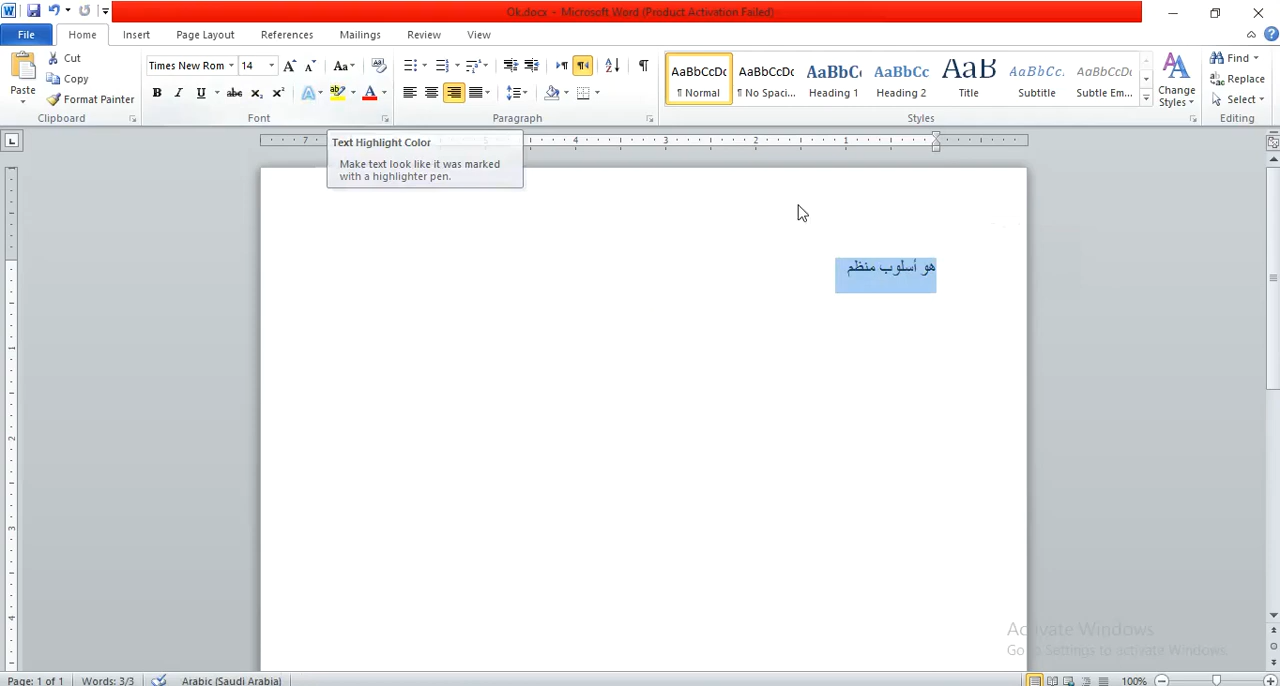 Ok.docx - Microsoft Word (Product Activation Failed)
File Home Insert Page Layout References Mailings Review View
Paste
Cut
Copy
Format Painter
Clipboard
Times New Rom 14
Font
Paragraph
AaBbCcDc AaBbCcDc AaBbCc AaBbCc AaB AaBbCc. AaBbCcDc
¶ Normal ¶ No Spaci... Heading 1 Heading 2 Title Subtitle Subtle Em...
Change Styles
Styles
Find
Replace
Select
Editing
Text Highlight Color
Make text look like it was marked
with a highlighter pen.
هو أسلوب منظم
Activate Windows
Go to Settings to activate Windows.
Page: 1 of 1 Words: 3/3 Arabic (Saudi Arabia) 100%